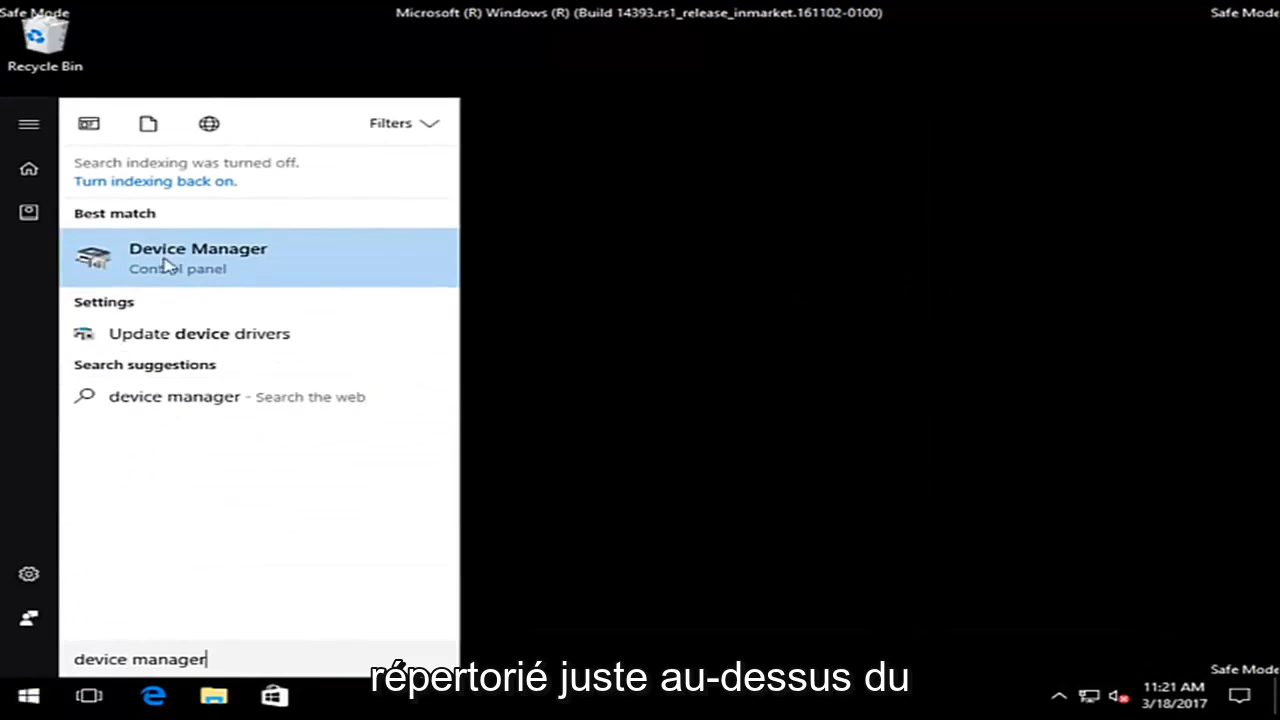 Safe Mode
Microsoft (R) Windows (R) (Build 14393.rs1_release_inmarket.161102-0100)
Safe Mode
Recycle Bin
Filters
Search indexing was turned off.
Turn indexing back on.
Best match
Device Manager
Control panel
Settings
Update device drivers
Search suggestions
device manager - Search the web
device manager
répertorié juste au-dessus du
Safe Mode
11:21 AM
3/18/2017